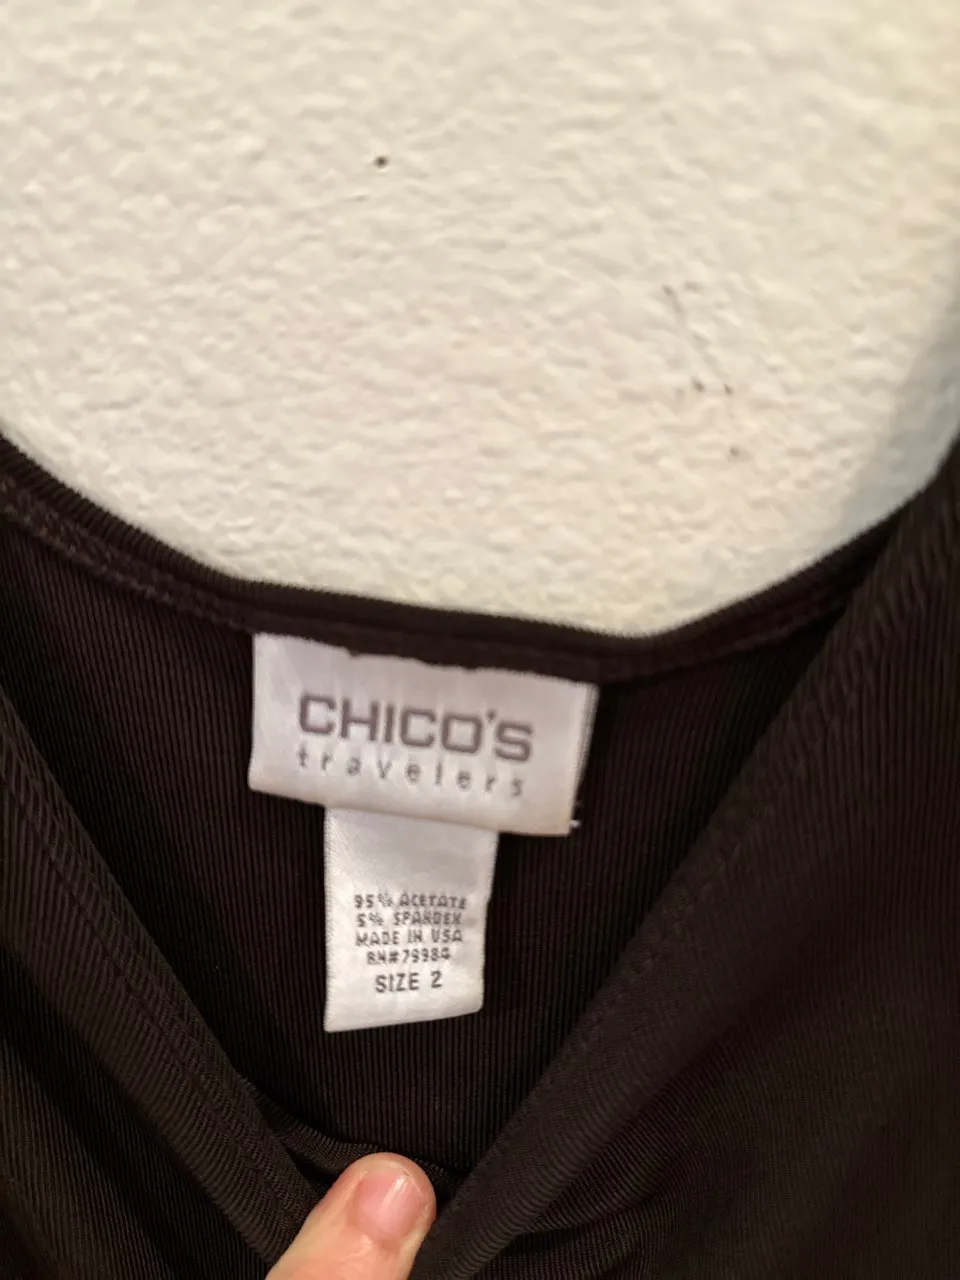 CHICO'S
travelers
95% ACETATE
5% SPANDEX
MADE IN USA
RN#79984
SIZE 2